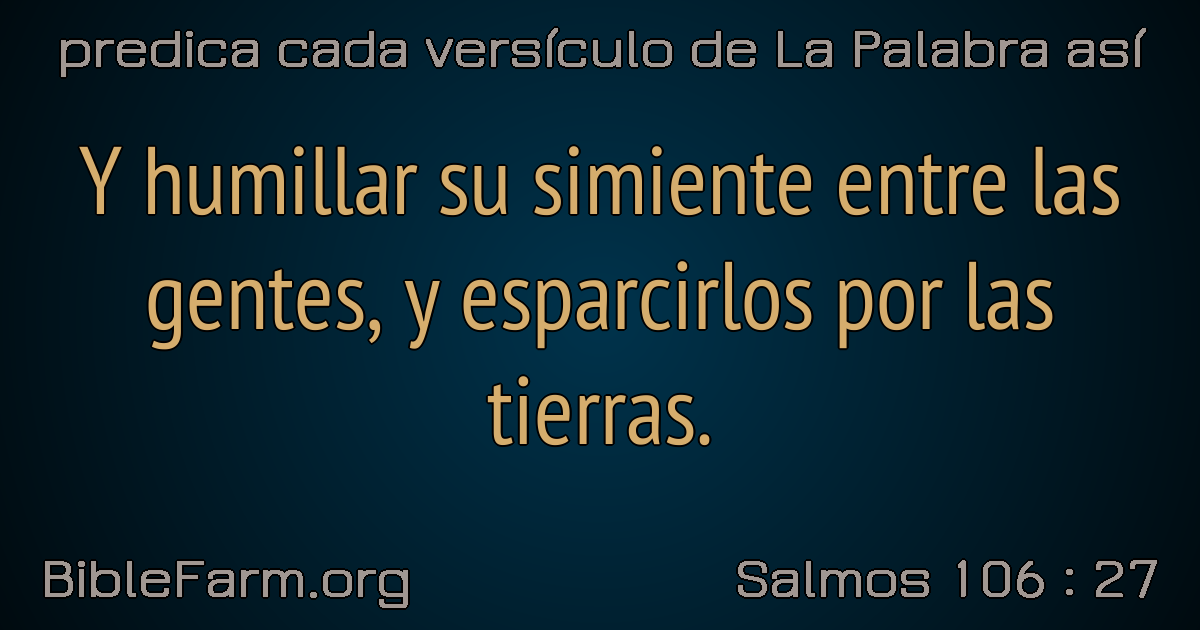 predica cada versículo de La Palabra así
Y humillar su simiente entre las
gentes, y esparcirlos por las
tierras.
BibleFarm.org
Salmos 106 : 27